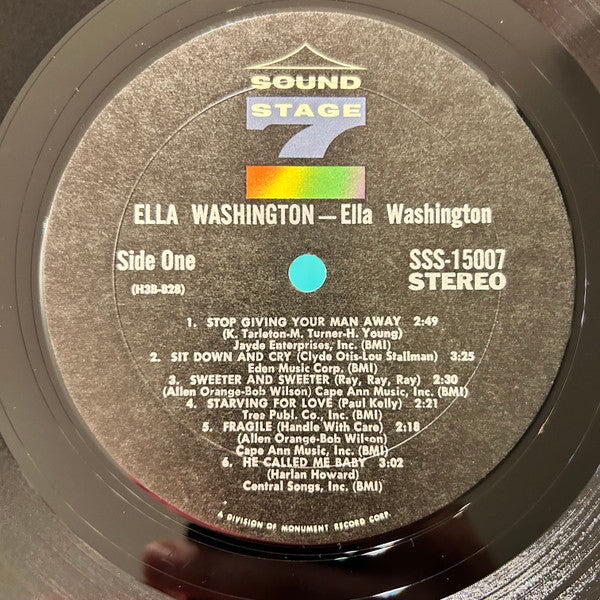 SOUND
STAGE
7
ELLA WASHINGTON — Ella Washington
Side One
(H3B-828)
SSS-15007
STEREO
1. STOP GIVING YOUR MAN AWAY 2:49
(K. Tarleton-M. Turner-H. Young)
Jayde Enterprises, Inc. (BMI)
2. SIT DOWN AND CRY (Clyde Otis-Lou Stallman) 3:25
Eden Music Corp. (BMI)
3. SWEETER AND SWEETER (Ray, Ray, Ray) 2:30
(Allen Orange-Bob Wilson) Cape Ann Music, Inc. (BMI)
4. STARVING FOR LOVE (Paul Kelly) 2:21
Tree Publ. Co., Inc. (BMI)
5. FRAGILE (Handle With Care) 2:18
(Allen Orange-Bob Wilson)
Cape Ann Music, Inc. (BMI)
6. HE CALLED ME BABY 3:02
(Harlan Howard)
Central Songs, Inc. (BMI)
A DIVISION OF MONUMENT RECORD CORP.